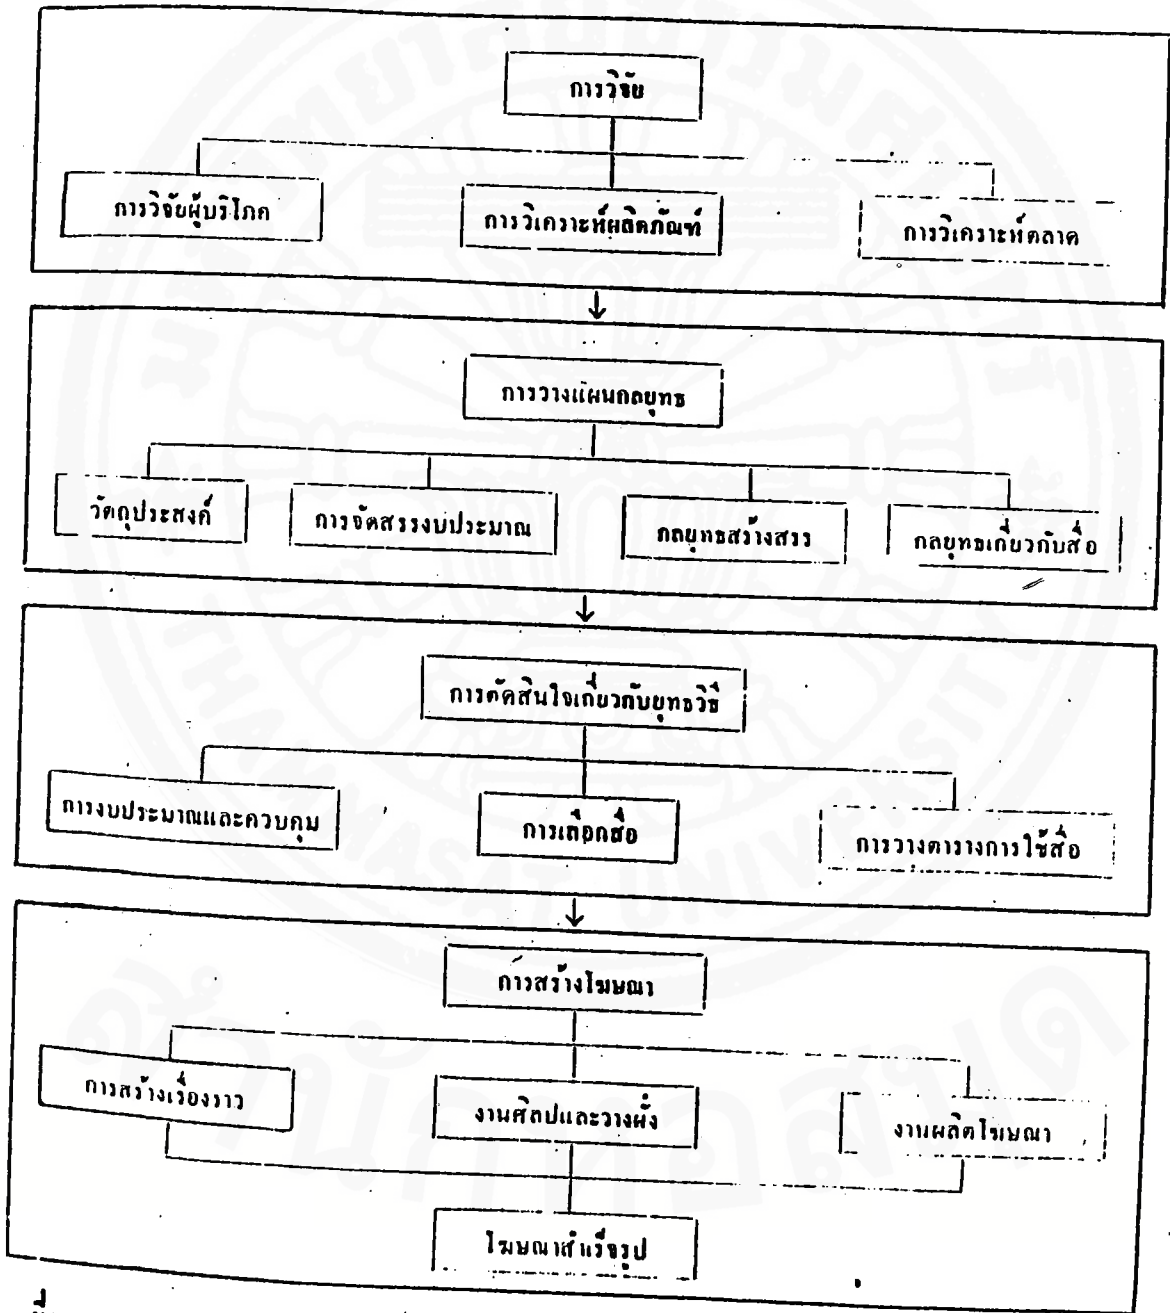 การวิจัย
การวิจัยผู้บริโภค
การวิเคราะห์ผลิตภัณฑ์
การวิเคราะห์ตลาด
การวางแผนกลยุทธ
วัตถุประสงค์
การจัดสรรงบประมาณ
กลยุทธสร้างสรร
กลยุทธเกี่ยวกับสื่อ
การตัดสินใจเกี่ยวกับยุทธวิธี
การงบประมาณและควบคุม
การเลือกสื่อ
การวางตารางการใช้สื่อ
การสร้างโฆษณา
การสร้างเรื่องราว
งานศิลปและวางผัง
งานผลิตโฆษณา
โฆษณาสำเร็จรูป
THAMMASAT UNIVERSITY